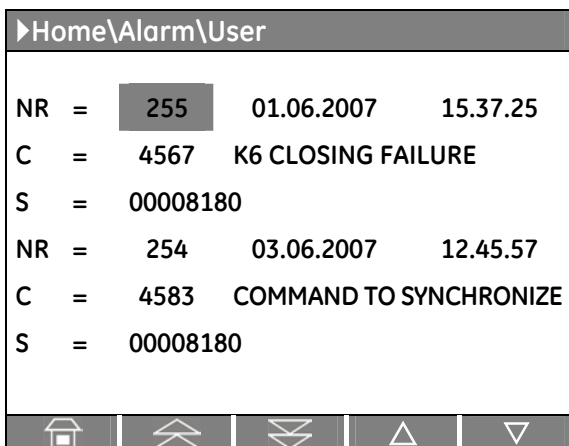 Home\Alarm\User
NR = 255 01.06.2007 15.37.25
C = 4567 K6 CLOSING FAILURE
S = 00008180
NR = 254 03.06.2007 12.45.57
C = 4583 COMMAND TO SYNCHRONIZE
S = 00008180